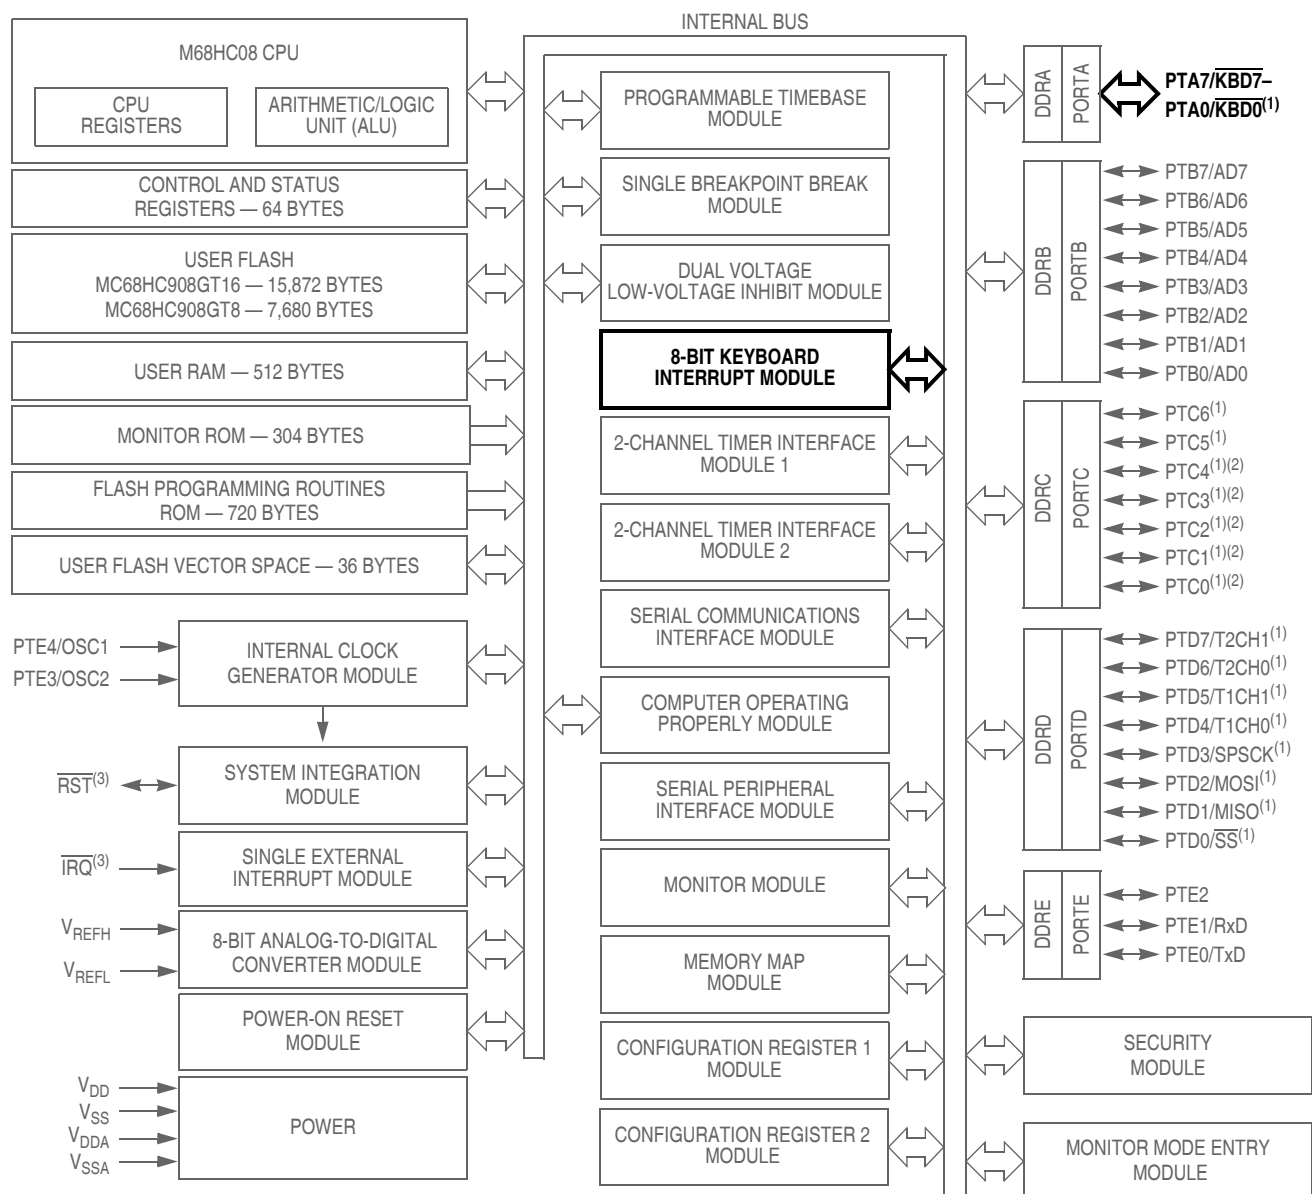 INTERNAL BUS
M68HC08 CPU
CPU
REGISTERS
ARITHMETIC/LOGIC
UNIT (ALU)
CONTROL AND STATUS
REGISTERS — 64 BYTES
USER FLASH
MC68HC908GT16 — 15,872 BYTES
MC68HC908GT8 — 7,680 BYTES
USER RAM — 512 BYTES
MONITOR ROM — 304 BYTES
FLASH PROGRAMMING ROUTINES
ROM — 720 BYTES
USER FLASH VECTOR SPACE — 36 BYTES
PTE4/OSC1
PTE3/OSC2
INTERNAL CLOCK
GENERATOR MODULE
RST(3)
SYSTEM INTEGRATION
MODULE
IRQ(3)
SINGLE EXTERNAL
INTERRUPT MODULE
VREFH
VREFL
8-BIT ANALOG-TO-DIGITAL
CONVERTER MODULE
POWER-ON RESET
MODULE
VDD
VSS
VDDA
VSSA
POWER
PROGRAMMABLE TIMEBASE
MODULE
SINGLE BREAKPOINT BREAK
MODULE
DUAL VOLTAGE
LOW-VOLTAGE INHIBIT MODULE
8-BIT KEYBOARD
INTERRUPT MODULE
2-CHANNEL TIMER INTERFACE
MODULE 1
2-CHANNEL TIMER INTERFACE
MODULE 2
SERIAL COMMUNICATIONS
INTERFACE MODULE
COMPUTER OPERATING
PROPERLY MODULE
SERIAL PERIPHERAL
INTERFACE MODULE
MONITOR MODULE
MEMORY MAP
MODULE
CONFIGURATION REGISTER 1
MODULE
CONFIGURATION REGISTER 2
MODULE
DDRA
PORTA
PTA7/KBD7–
PTA0/KBD0(1)
DDRB
PORTB
PTB7/AD7
PTB6/AD6
PTB5/AD5
PTB4/AD4
PTB3/AD3
PTB2/AD2
PTB1/AD1
PTB0/AD0
DDRC
PORTC
PTC6(1)
PTC5(1)
PTC4(1)(2)
PTC3(1)(2)
PTC2(1)(2)
PTC1(1)(2)
PTC0(1)(2)
DDRD
PORTD
PTD7/T2CH1(1)
PTD6/T2CH0(1)
PTD5/T1CH1(1)
PTD4/T1CH0(1)
PTD3/SPSCK(1)
PTD2/MOSI(1)
PTD1/MISO(1)
PTD0/SS(1)
DDRE
PORTE
PTE2
PTE1/RxD
PTE0/TxD
SECURITY
MODULE
MONITOR MODE ENTRY
MODULE